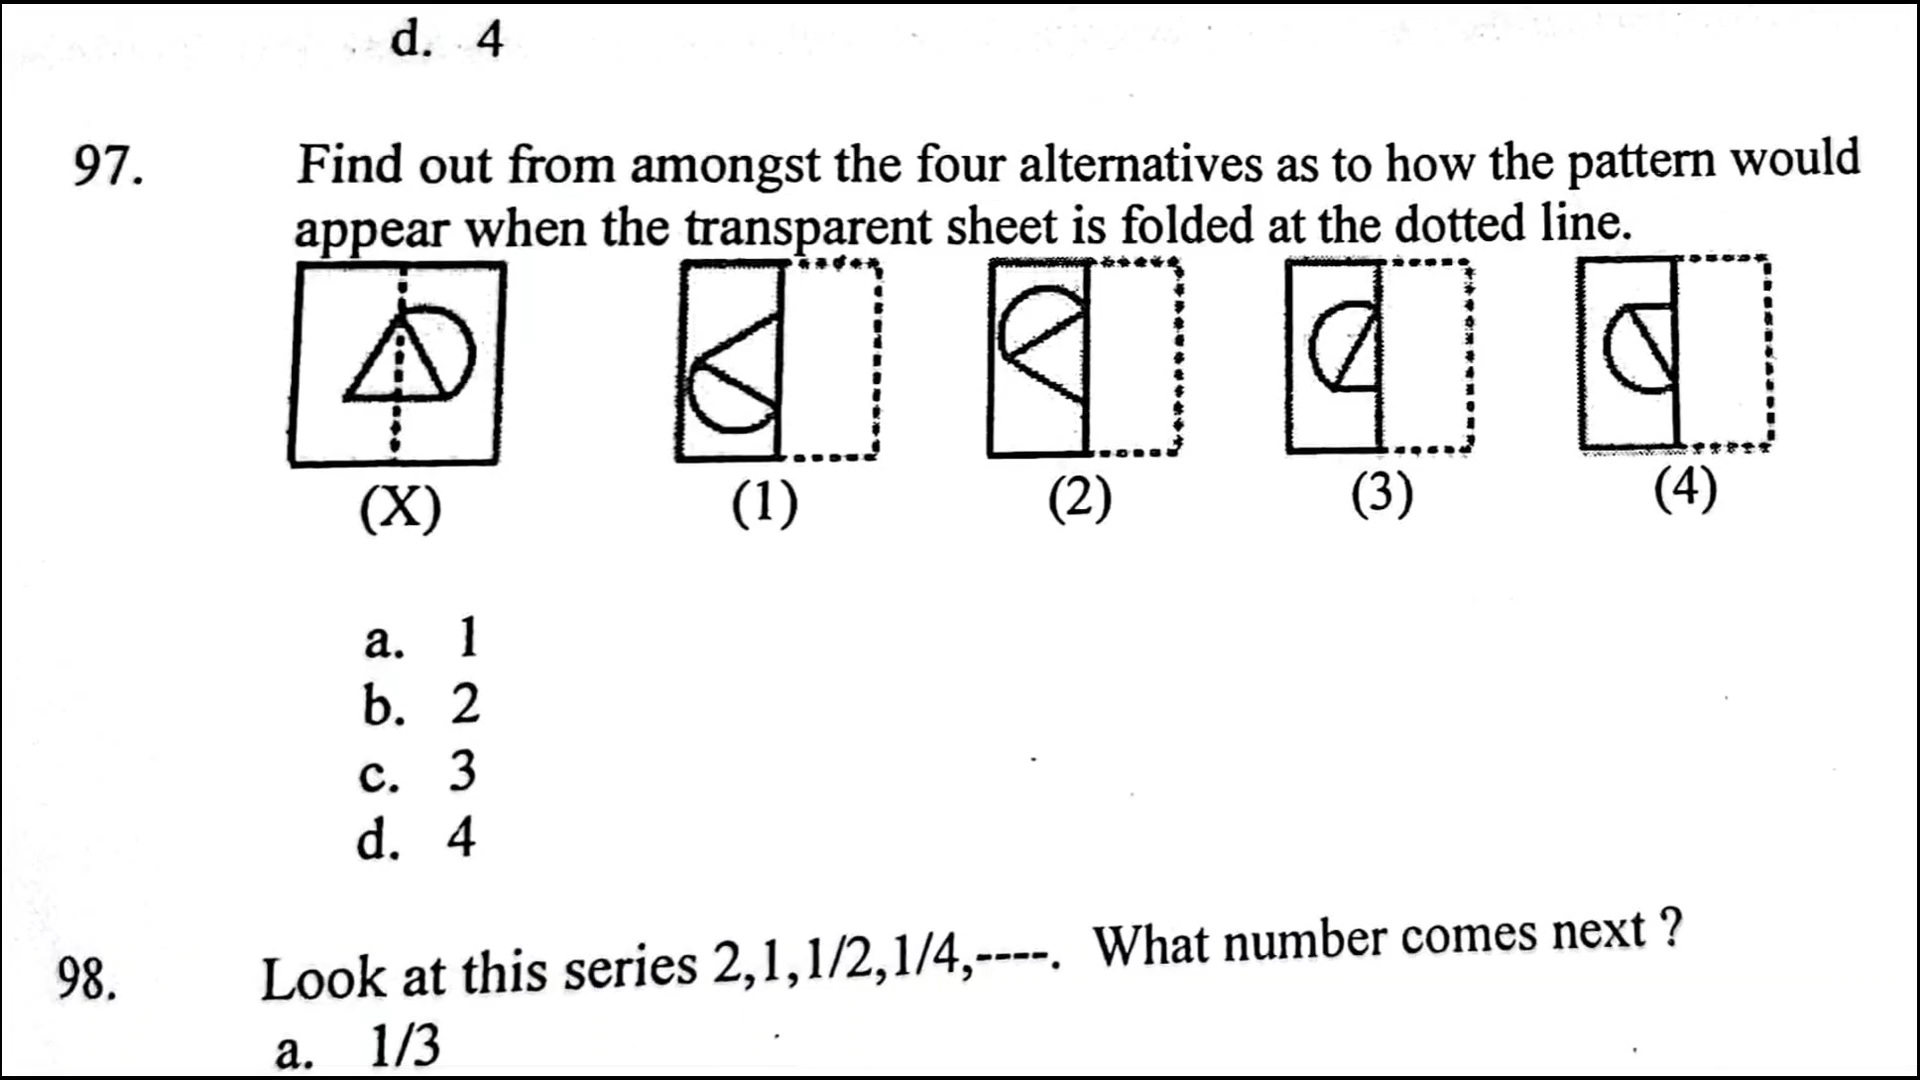 d. 4
97. Find out from amongst the four alternatives as to how the pattern would
appear when the transparent sheet is folded at the dotted line.
(X) (1) (2) (3) (4)
a. 1
b. 2
c. 3
d. 4
98. Look at this series 2,1,1/2,1/4,----. What number comes next ?
a. 1/3